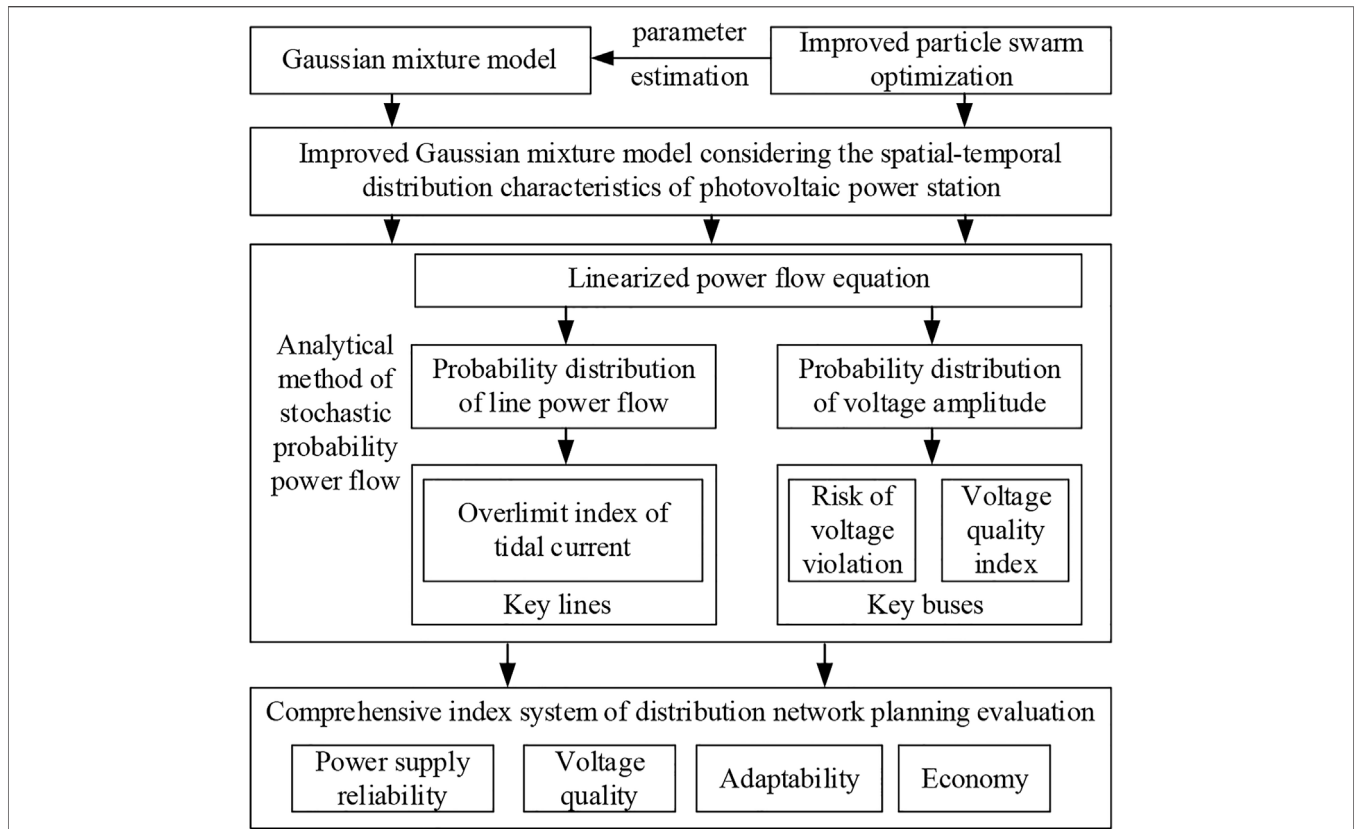 Gaussian mixture model
parameter
estimation
Improved particle swarm
optimization
Improved Gaussian mixture model considering the spatial-temporal
distribution characteristics of photovoltaic power station
Analytical
method of
stochastic
probability
power flow
Linearized power flow equation
Probability distribution
of line power flow
Probability distribution
of voltage amplitude
Overlimit index of
tidal current
Key lines
Risk of
voltage
violation
Voltage
quality
index
Key buses
Comprehensive index system of distribution network planning evaluation
Power supply
reliability
Voltage
quality
Adaptability
Economy